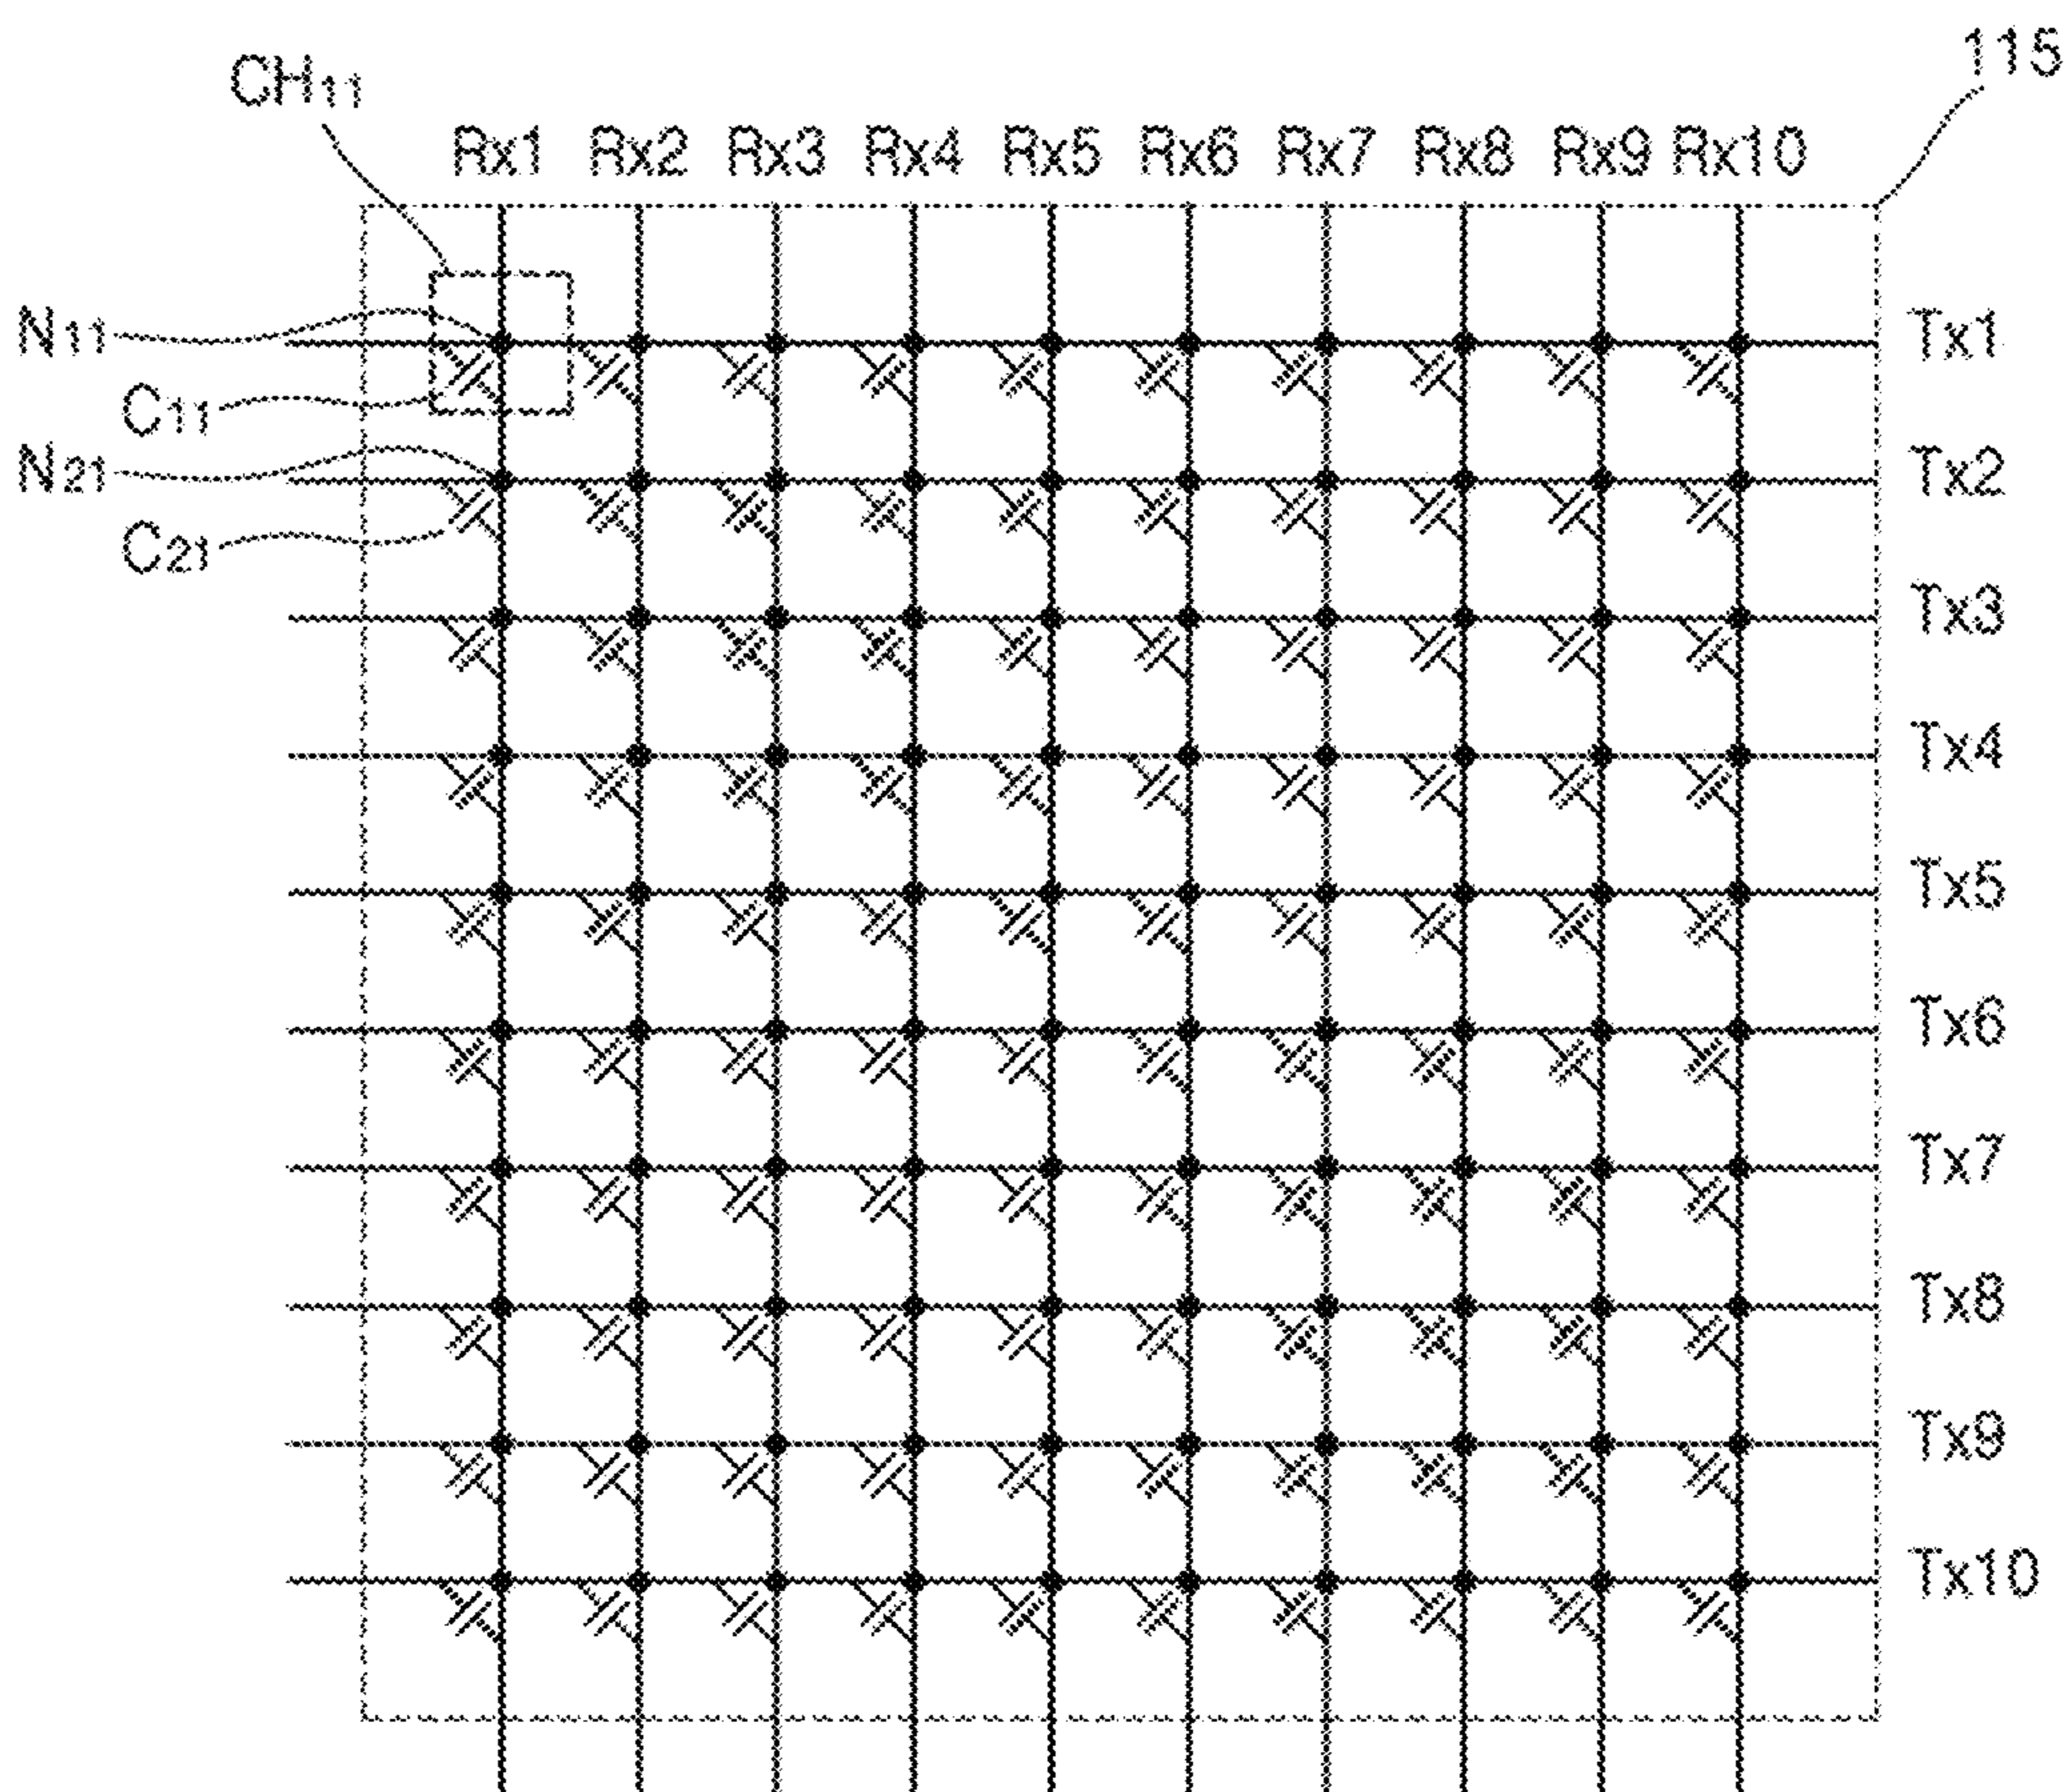 115
CH11
Rx1 Rx2 Rx3 Rx4 Rx5 Rx6 Rx7 Rx8 Rx9 Rx10
N11
Tx1
C11
N21
Tx2
C21
Tx3
Tx4
Tx5
Tx6
Tx7
Tx8
Tx9
Tx10